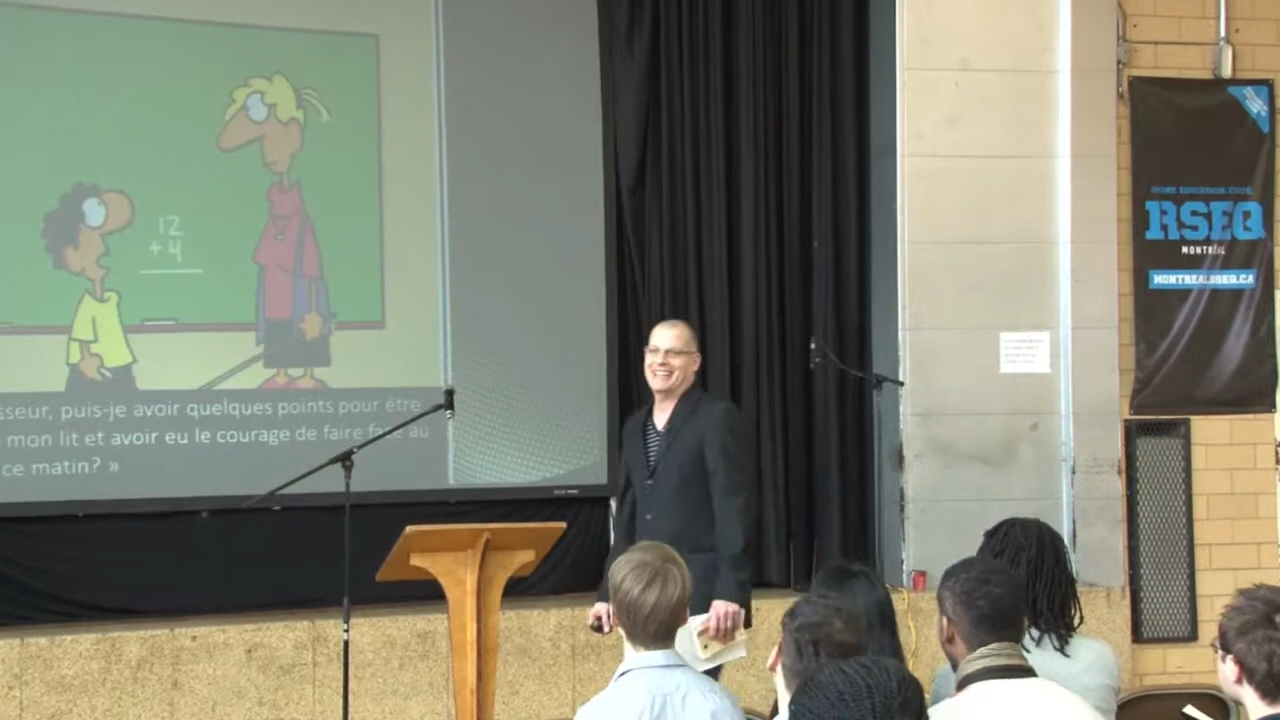 12
+4
sseur, puis-je avoir quelques points pour être
mon lit et avoir eu le courage de faire face au
ce matin? »
RSEQ
MONTRÉAL
MONTREALRSEQ.CA